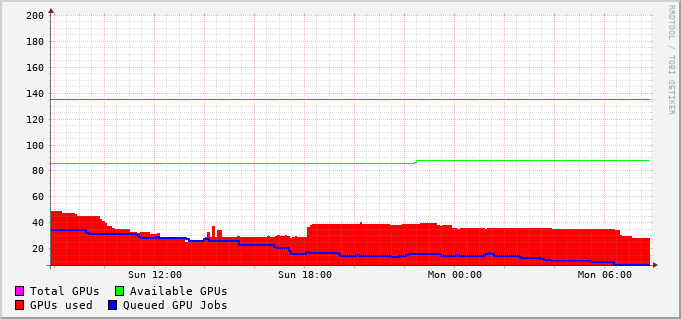 200
180
160
140
120
100
80
60
40
20
Sun 12:00 Sun 18:00 Mon 00:00 Mon 06:00
Total GPUs Available GPUs
GPUs used Queued GPU Jobs
RRDTOOL / TOBI OETIKER